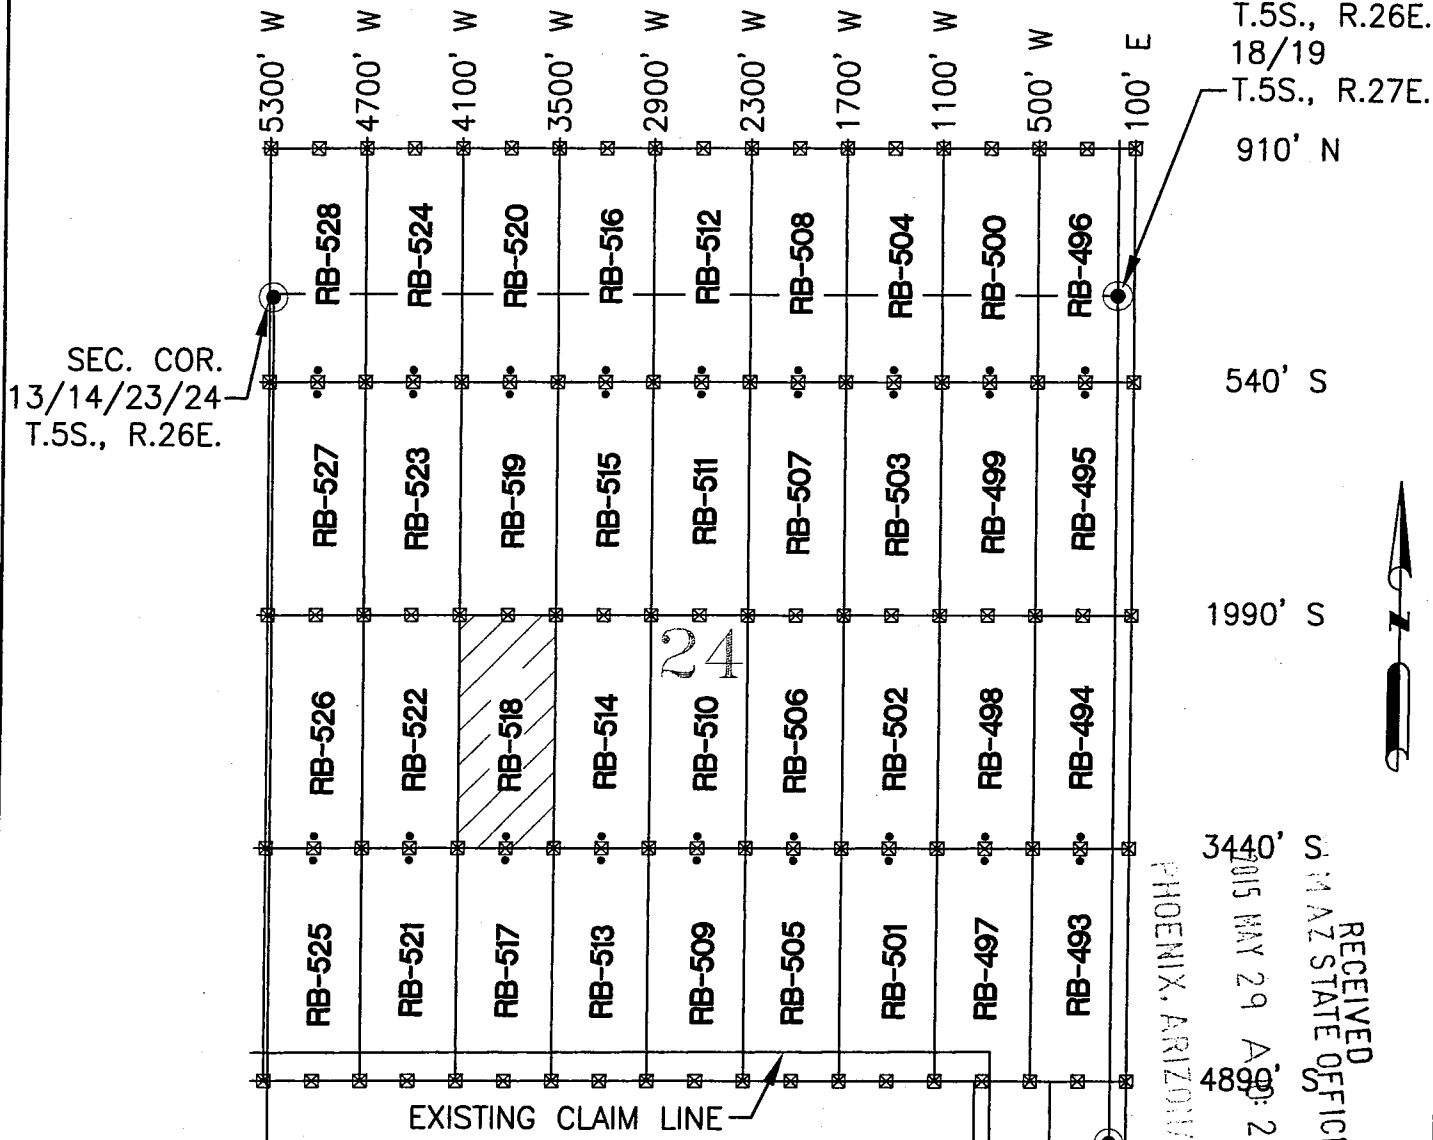 5300' W
4700' W
4100' W
3500' W
2900' W
2300' W
1700' W
1100' W
500' W
100' E
T.5S., R.26E.
18/19
T.5S., R.27E.
910' N
RB-528
RB-524
RB-520
RB-516
RB-512
RB-508
RB-504
RB-500
RB-496
SEC. COR.
13/14/23/24
T.5S., R.26E.
540' S
RB-527
RB-523
RB-519
RB-515
RB-511
RB-507
RB-503
RB-499
RB-495
1990' S
24
RB-526
RB-522
RB-518
RB-514
RB-510
RB-506
RB-502
RB-498
RB-494
N
3440' S
RB-525
RB-521
RB-517
RB-513
RB-509
RB-505
RB-501
RB-497
RB-493
4890' S
EXISTING CLAIM LINE
RECEIVED
AZ STATE OFFIC
2015 MAY 29 A
PHOENIX, ARIZONA